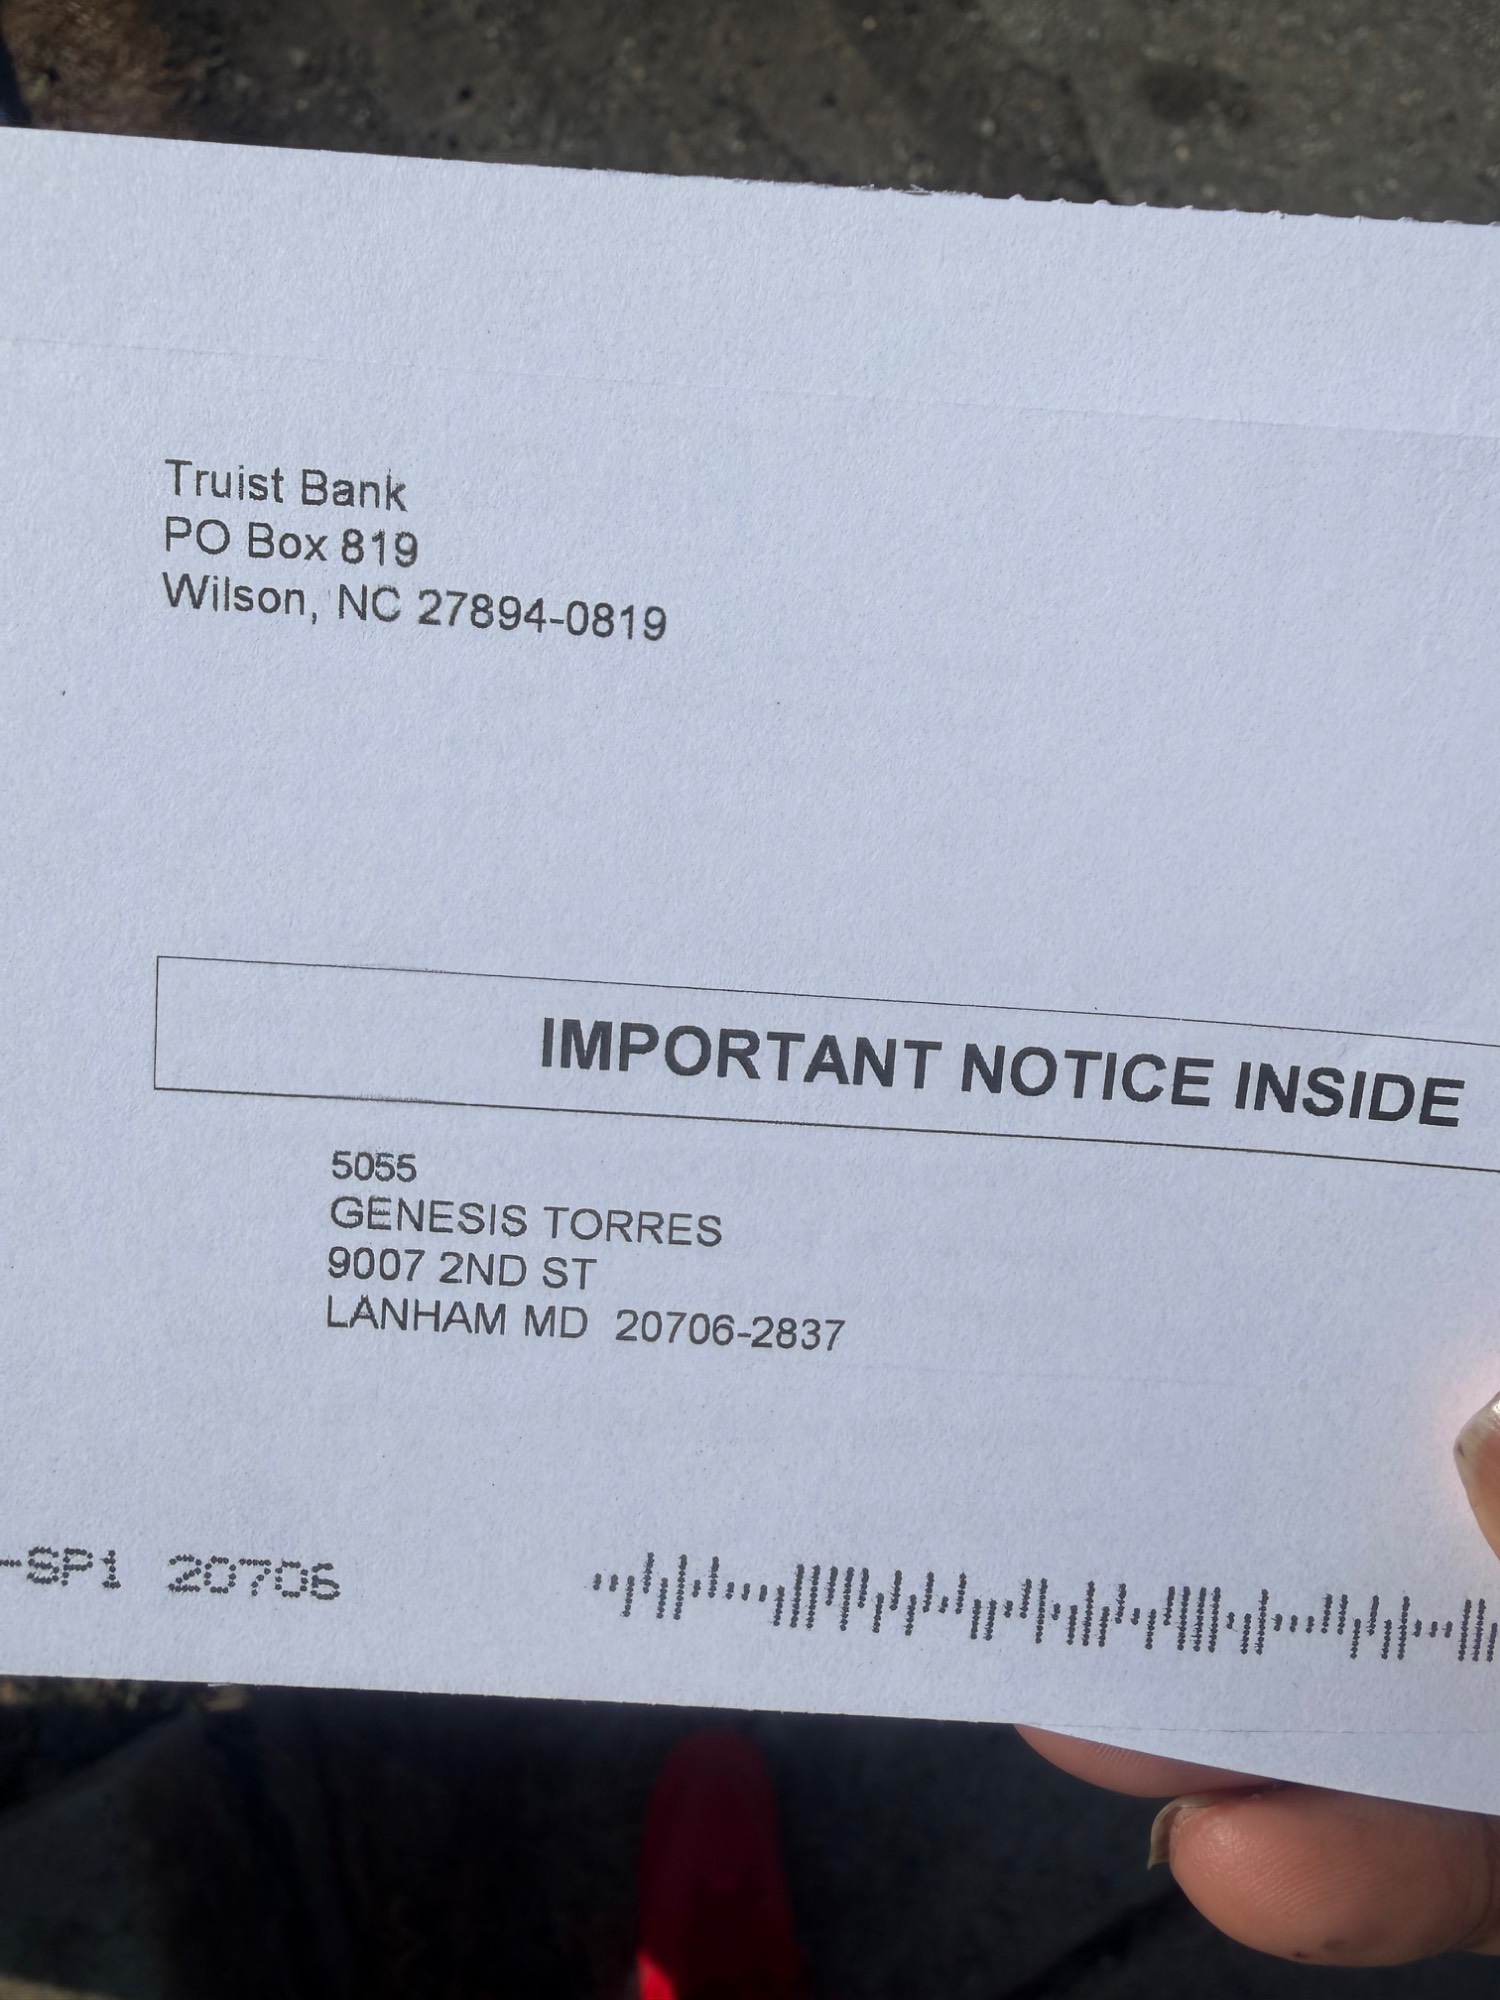 Truist Bank
PO Box 819
Wilson, NC 27894-0819
IMPORTANT NOTICE INSIDE
5055
GENESIS TORRES
9007 2ND ST
LANHAM MD 20706-2837
-SP1 20706